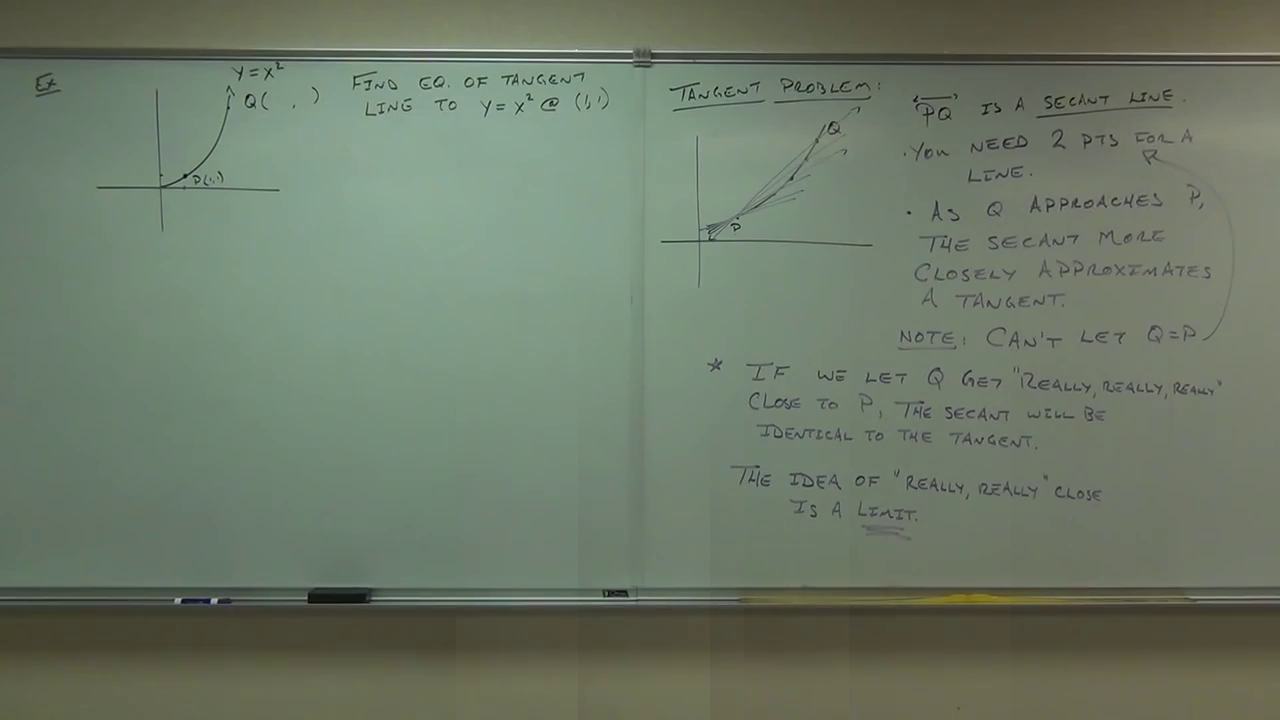 Ex
Y = X²
Q( , )
P(1,1)
FIND EQ. OF TANGENT
LINE TO Y = X² @ (1,1)
TANGENT PROBLEM:
Q
P
PQ IS A SECANT LINE.
• YOU NEED 2 PTS FOR A
LINE.
• AS Q APPROACHES P,
THE SECANT MORE
CLOSELY APPROXIMATES
A TANGENT.
NOTE: CAN'T LET Q=P
* IF WE LET Q GET "REALLY, REALLY, REALLY"
CLOSE TO P, THE SECANT WILL BE
IDENTICAL TO THE TANGENT.
THE IDEA OF "REALLY, REALLY" CLOSE
IS A LIMIT.